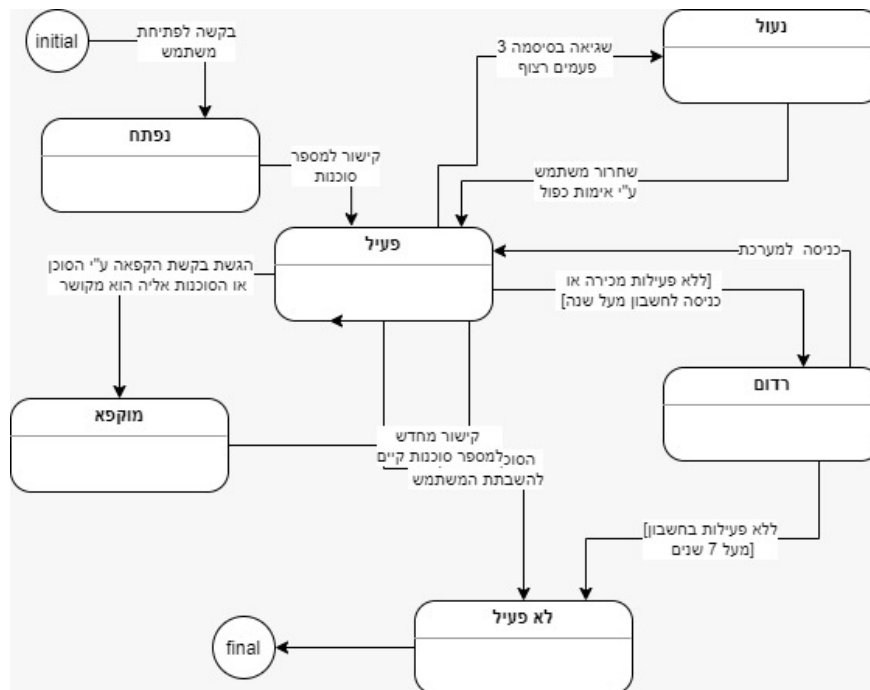 initial
בקשה לפתיחת
משתמש
נעול
שגיאה בסיסמה 3
פעמים רצוף
נפתח
קישור למספר
סוכנות
שחרור משתמש
ע"י אימות כפול
פעיל
כניסה למערכת
הגשת בקשת הקפאה ע"י הסוכן
או הסוכנות אליה הוא מקושר
[ללא פעילות מכירה או
כניסה לחשבון מעל שנה]
רדום
מוקפא
קישור מחדש
למספר סוכנות קיים
הסוכן
להשבתת המשתמש
[ללא פעילות בחשבון
מעל 7 שנים]
לא פעיל
final